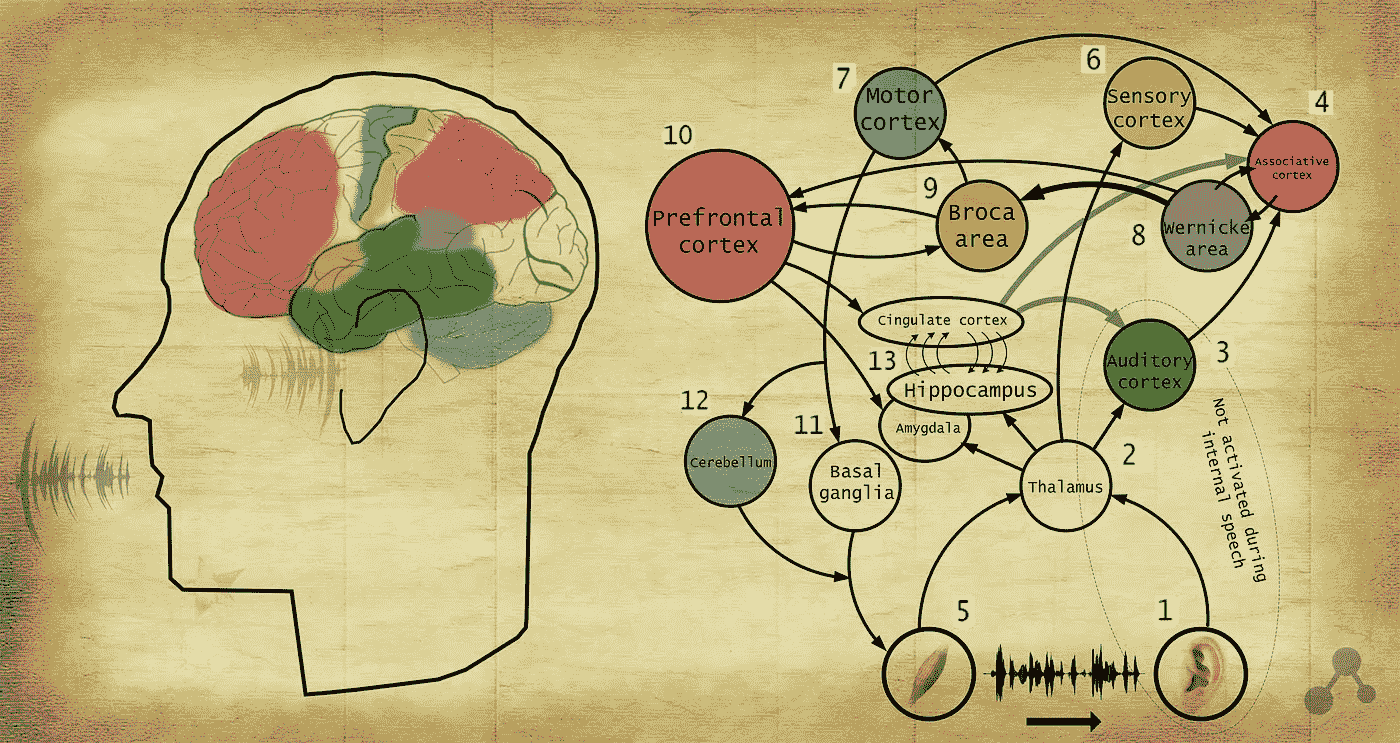 7
Motor
cortex
6
Sensory
cortex
4
Associative
cortex
10
Prefrontal
cortex
9
Broca
area
8
Wernicke
area
Cingulate cortex
13
Hippocampus
Amygdala
Auditory
cortex
3
12
Cerebellum
11
Basal
ganglia
Thalamus
2
Not activated during
internal speech
5
1